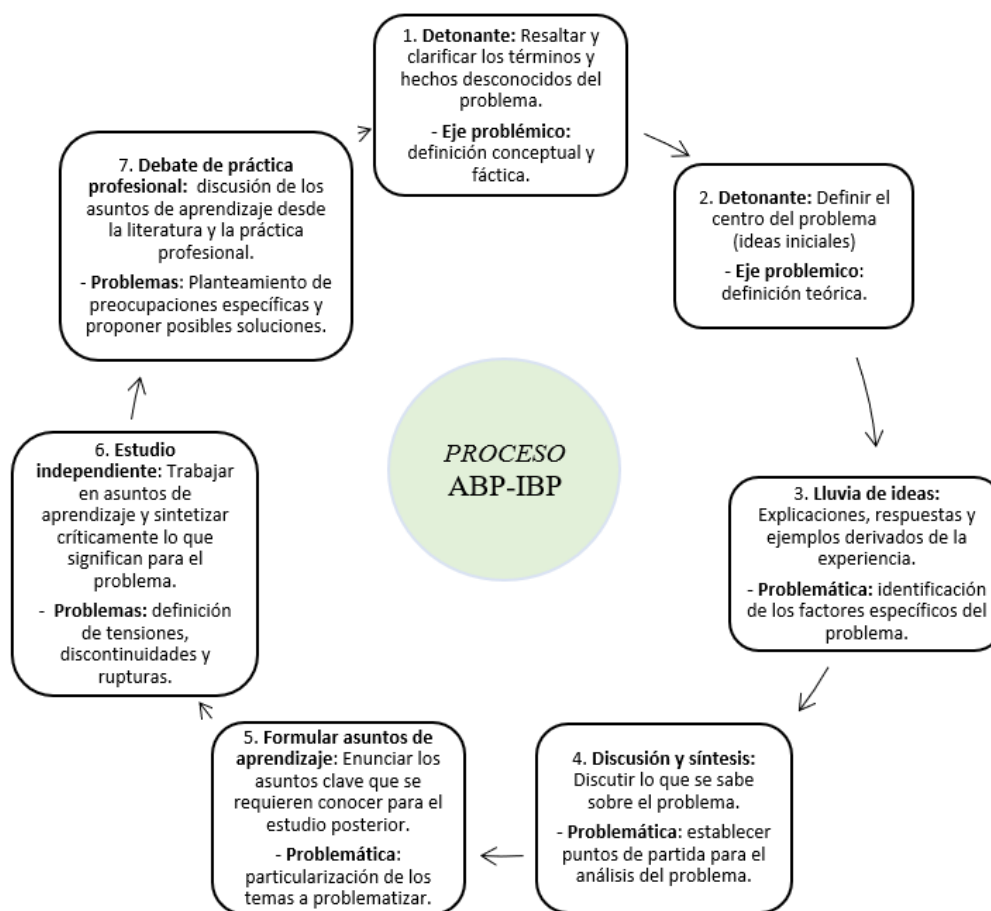 1. Detonante: Resaltar y
clarificar los términos y
hechos desconocidos del
problema.
- Eje problémico:
definición conceptual y
fáctica.
2. Detonante: Definir el
centro del problema
(ideas iniciales)
- Eje problemico:
definición teórica.
3. Lluvia de ideas:
Explicaciones, respuestas y
ejemplos derivados de la
experiencia.
- Problemática: identificación
de los factores específicos del
problema.
4. Discusión y síntesis:
Discutir lo que se sabe
sobre el problema.
- Problemática: establecer
puntos de partida para el
análisis del problema.
5. Formular asuntos de
aprendizaje: Enunciar los
asuntos clave que se
requieren conocer para el
estudio posterior.
- Problemática:
particularización de los
temas a problematizar.
6. Estudio
independiente: Trabajar
en asuntos de
aprendizaje y sintetizar
críticamente lo que
significan para el
problema.
- Problemas: definición
de tensiones,
discontinuidades y
rupturas.
7. Debate de práctica
profesional: discusión de los
asuntos de aprendizaje desde
la literatura y la práctica
profesional.
- Problemas: Planteamiento de
preocupaciones específicas y
proponer posibles soluciones.
PROCESO
ABP-IBP